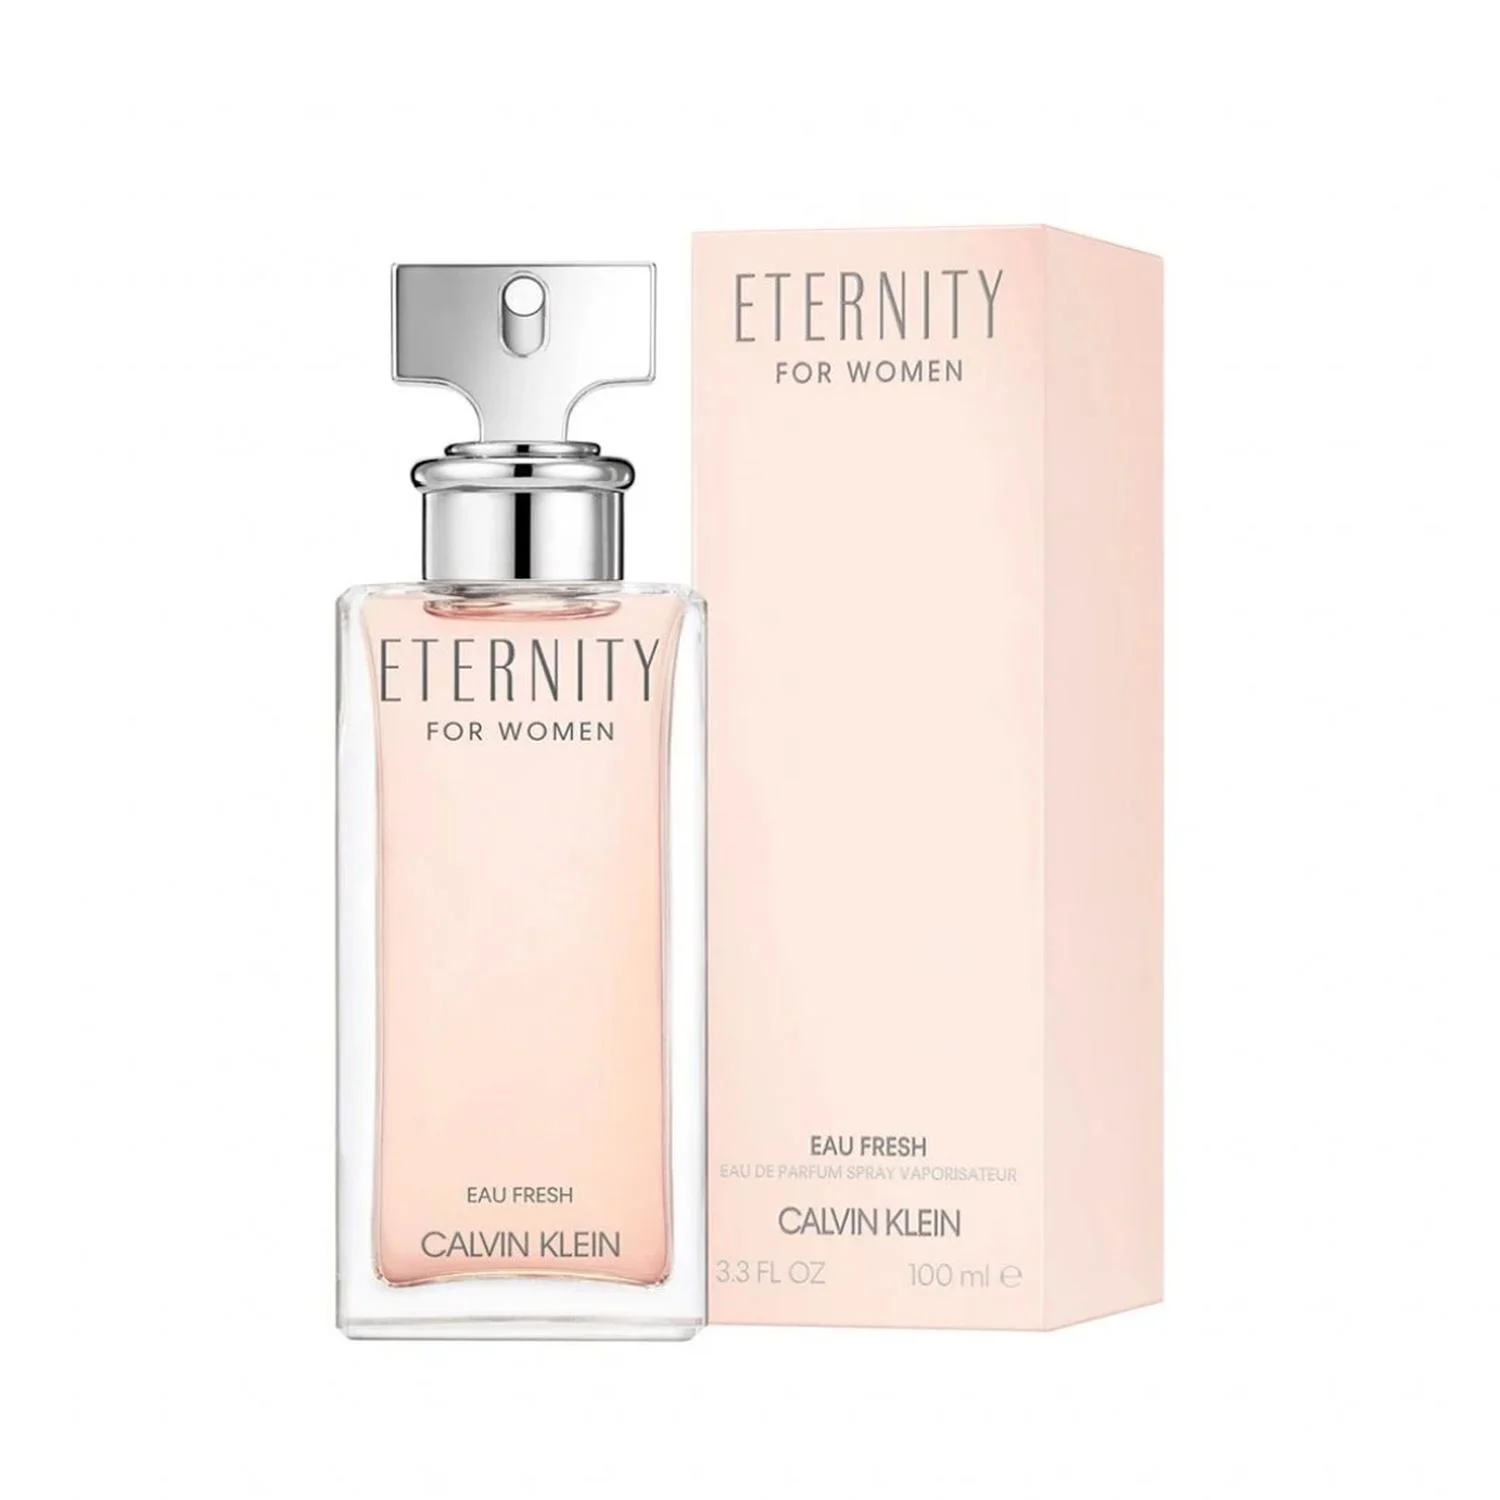 ETERNITY
FOR WOMEN
EAU FRESH
CALVIN KLEIN
ETERNITY
FOR WOMEN
EAU FRESH
EAU DE PARFUM SPRAY VAPORISATEUR
CALVIN KLEIN
3.3 FL OZ 100 ml ℮